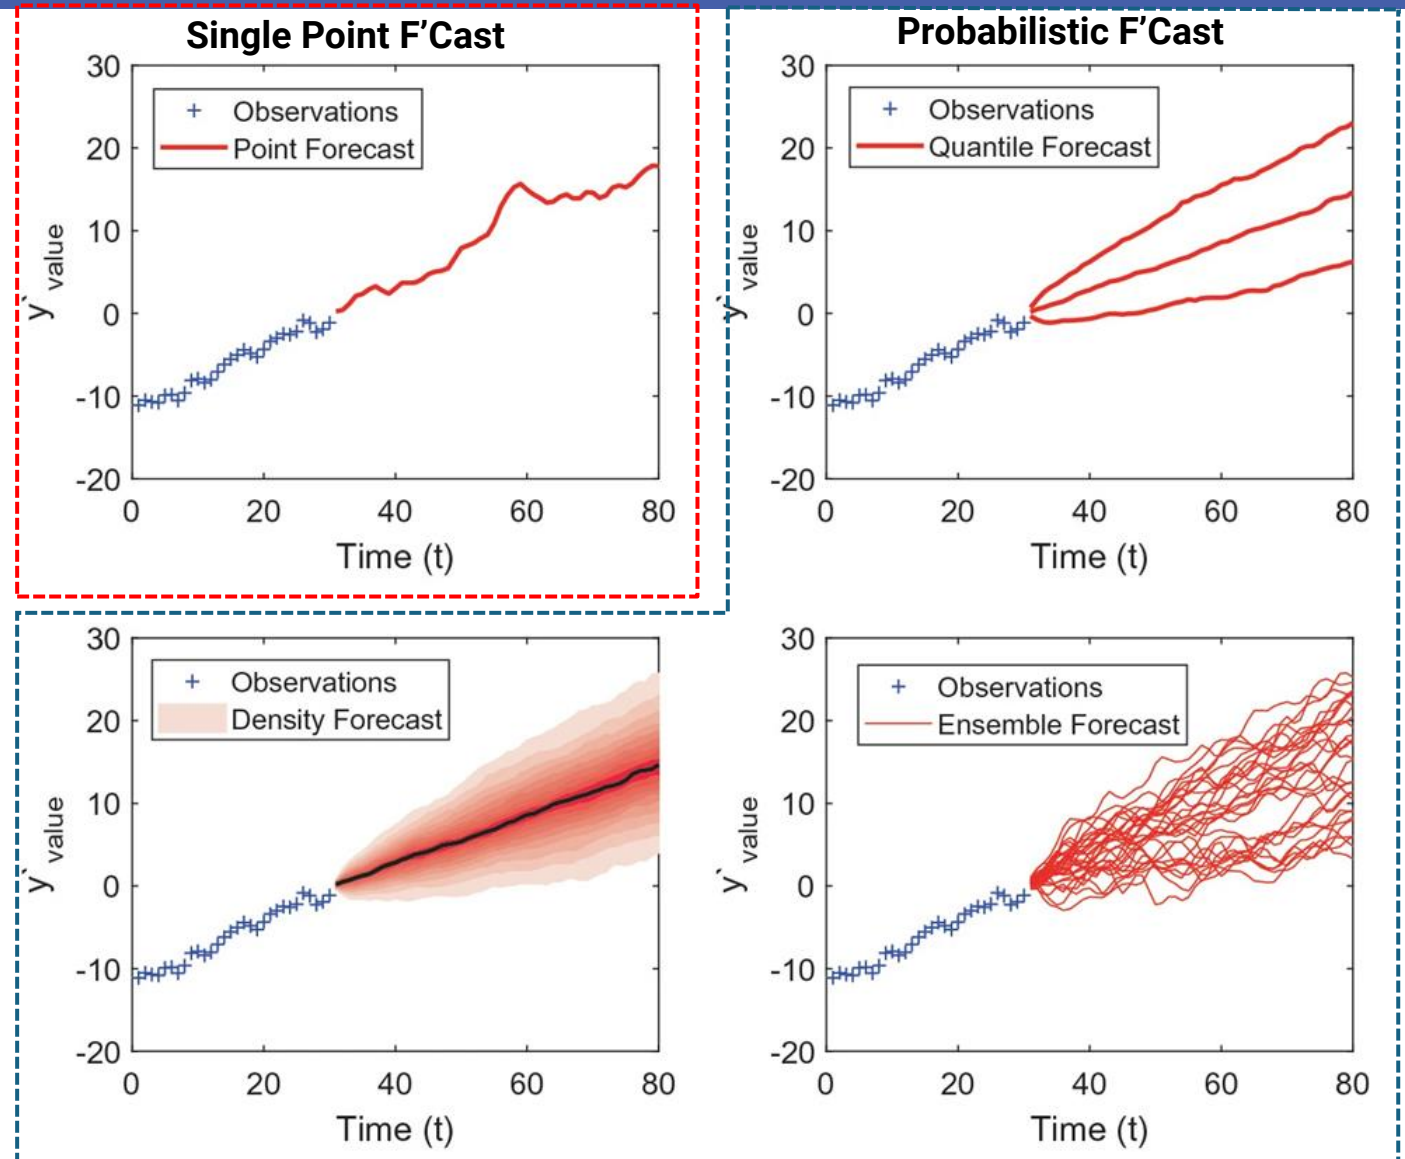 Single Point F’Cast
30
20
10
0
-10
-20
0 20 40 60 80
Observations
Point Forecast
y` value
Time (t)
Probabilistic F’Cast
30
20
10
0
-10
-20
0 20 40 60 80
Observations
Quantile Forecast
y` value
Time (t)
30
20
10
0
-10
-20
0 20 40 60 80
Observations
Density Forecast
y` value
Time (t)
30
20
10
0
-10
-20
0 20 40 60 80
Observations
Ensemble Forecast
y` value
Time (t)